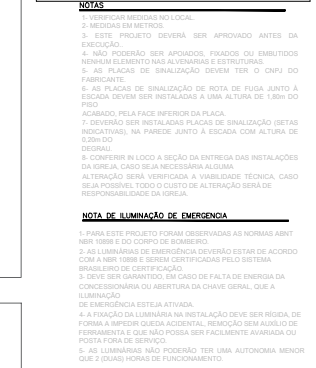 NOTAS
1- VERIFICAR MEDIDAS NO LOCAL.
2- MEDIDAS EM METROS.
3- ESTE PROJETO DEVERÁ SER APROVADO ANTES DA
EXECUÇÃO.
4- NÃO PODERÃO SER APOIADOS, FIXADOS OU EMBUTIDOS
NENHUM ELEMENTO NAS ALVENARIAS E ESTRUTURAS.
5- AS PLACAS DE SINALIZAÇÃO DEVEM TER O CNPJ DO
FABRICANTE.
6- AS PLACAS DE SINALIZAÇÃO DE ROTA DE FUGA JUNTO À
ESCADA DEVEM SER INSTALADAS A UMA ALTURA DE 1,80m DO
PISO
ACABADO, PELA FACE INFERIOR DA PLACA.
7- DEVERÃO SER INSTALADAS PLACAS DE SINALIZAÇÃO (SETAS
INDICATIVAS), NA PAREDE JUNTO À ESCADA COM ALTURA DE
0,20m DO
DEGRAU.
8- CONFERIR IN LOCO A SEÇÃO DA ENTREGA DAS INSTALAÇÕES
DA IGREJA, CASO SEJA NECESSÁRIA ALGUMA
ALTERAÇÃO SERÁ VERIFICADA A VIABILIDADE TÉCNICA, CASO
SEJA POSSÍVEL TODO O CUSTO DE ALTERAÇÃO SERÁ DE
RESPONSABILIDADE DA IGREJA.
NOTA DE ILUMINAÇÃO DE EMERGENCIA
1- PARA ESTE PROJETO FORAM OBSERVADAS AS NORMAS ABNT
NBR 10898 E DO CORPO DE BOMBEIRO.
2- AS LUMINÁRIAS DE EMERGÊNCIA DEVERÃO ESTAR DE ACORDO
COM A NBR 10898 E SEREM CERTIFICADAS PELO SISTEMA
BRASILEIRO DE CERTIFICAÇÃO.
3- DEVE SER GARANTIDO, EM CASO DE FALTA DE ENERGIA DA
CONCESSIONÁRIA OU ABERTURA DA CHAVE GERAL, QUE A
ILUMINAÇÃO
DE EMERGÊNCIA ESTEJA ATIVADA.
4- A FIXAÇÃO DA LUMINÁRIA NA INSTALAÇÃO DEVE SER RÍGIDA, DE
FORMA A IMPEDIR QUEDA ACIDENTAL, REMOÇÃO SEM AUXÍLIO DE
FERRAMENTA E QUE NÃO POSSA SER FACILMENTE AVARIADA OU
POSTA FORA DE SERVIÇO.
5- AS LUMINÁRIAS NÃO PODERÃO TER UMA AUTONOMIA MENOR
QUE 2 (DUAS) HORAS DE FUNCIONAMENTO.